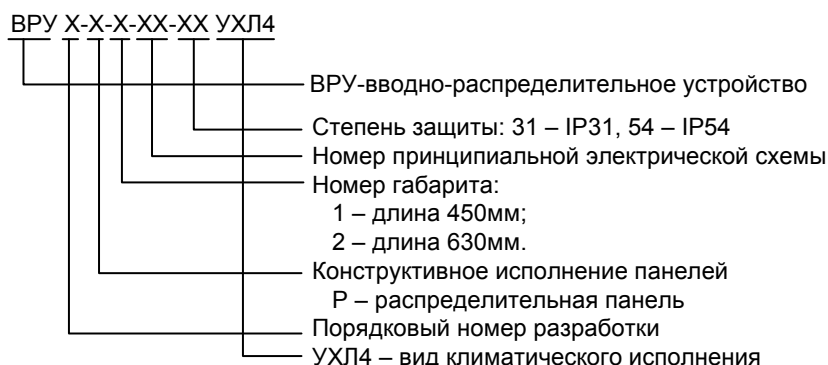 ВРУ Х-Х-Х-ХХ-ХХ УХЛ4
ВРУ-вводно-распределительное устройство
Степень защиты: 31 – IP31, 54 – IP54
Номер принципиальной электрической схемы
Номер габарита:
1 – длина 450мм;
2 – длина 630мм.
Конструктивное исполнение панелей
Р – распределительная панель
Порядковый номер разработки
УХЛ4 – вид климатического исполнения